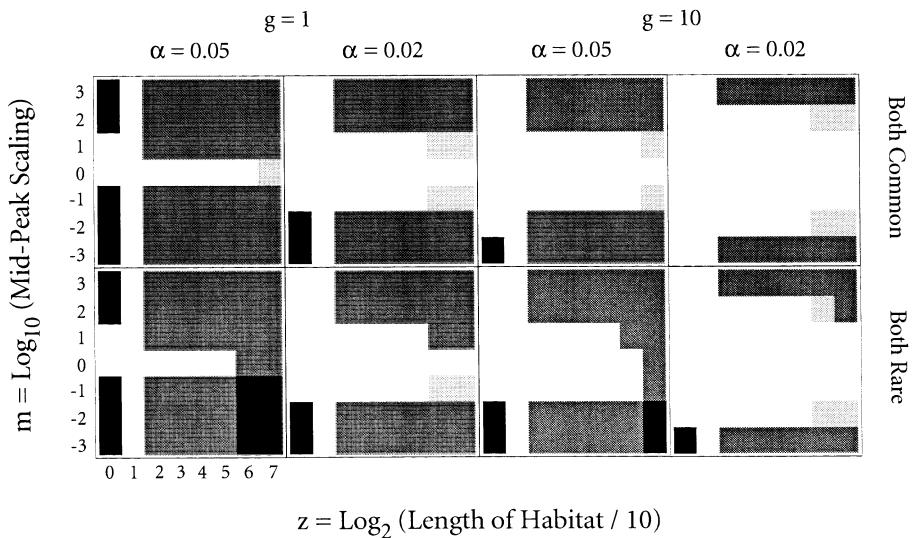 g = 1 g = 10
α = 0.05 α = 0.02 α = 0.05 α = 0.02
m = Log10 (Mid-Peak Scaling)
3
2
1
0
-1
-2
-3
Both Common
3
2
1
0
-1
-2
-3
Both Rare
0 1 2 3 4 5 6 7
z = Log2 (Length of Habitat / 10)